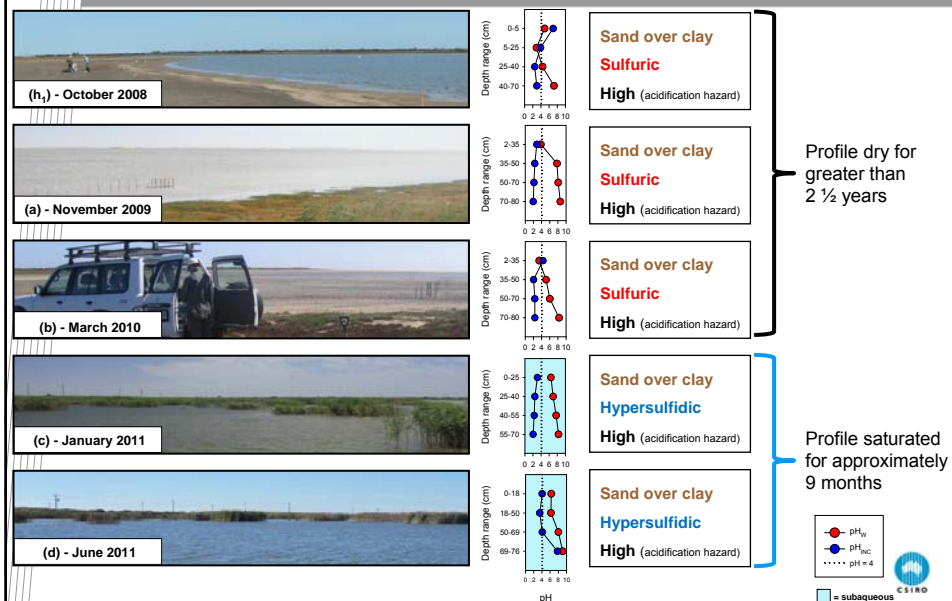 Depth range (cm)
0-5
5-25
25-40
40-70
0 2 4 6 8 10
(h₁) - October 2008
Sand over clay
Sulfuric
High (acidification hazard)
Depth range (cm)
2-35
35-50
50-70
70-80
0 2 4 6 8 10
(a) - November 2009
Sand over clay
Sulfuric
High (acidification hazard)
Profile dry for
greater than
2 ½ years
Depth range (cm)
2-35
35-50
50-70
70-80
0 2 4 6 8 10
(b) - March 2010
Sand over clay
Sulfuric
High (acidification hazard)
Depth range (cm)
0-25
25-40
40-55
55-70
0 2 4 6 8 10
(c) - January 2011
Sand over clay
Hypersulfidic
High (acidification hazard)
Profile saturated
for approximately
9 months
Depth range (cm)
0-18
18-50
50-69
69-76
0 2 4 6 8 10
pH
(d) - June 2011
Sand over clay
Hypersulfidic
High (acidification hazard)
pHW
pHINC
pH = 4
= subaqueous
CSIRO